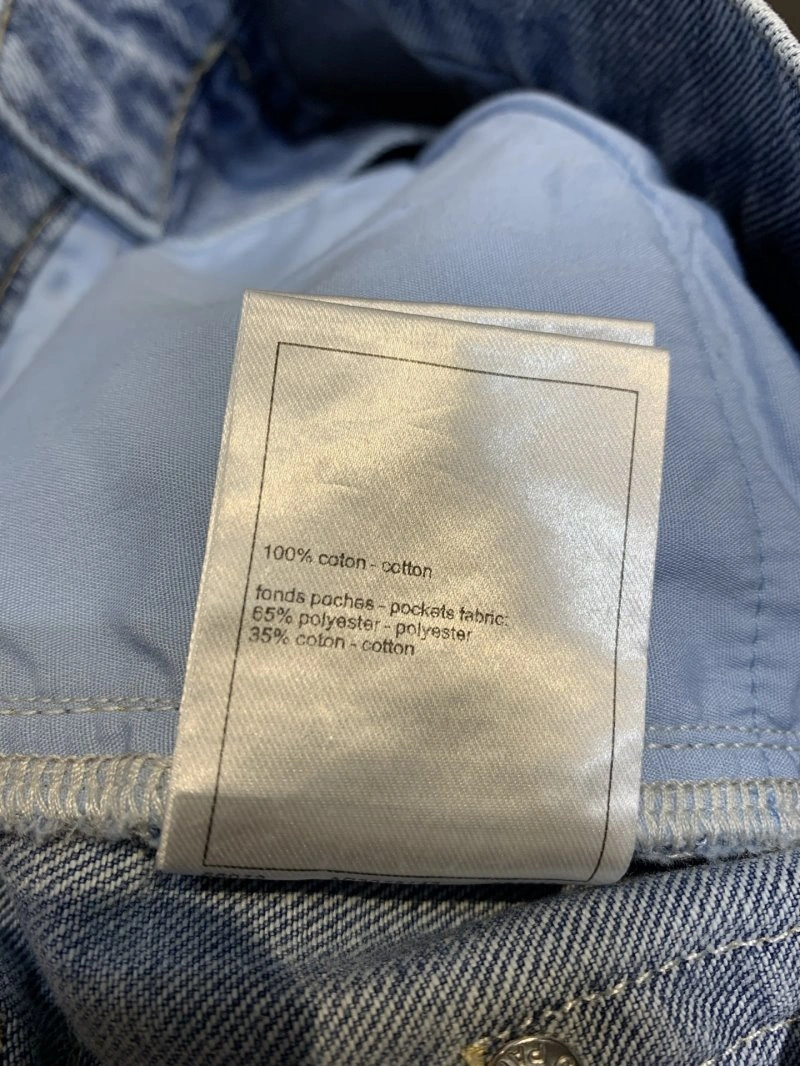 100% coton - cotton
fonds poches - pockets fabric:
65% polyester - polyester
35% coton - cotton